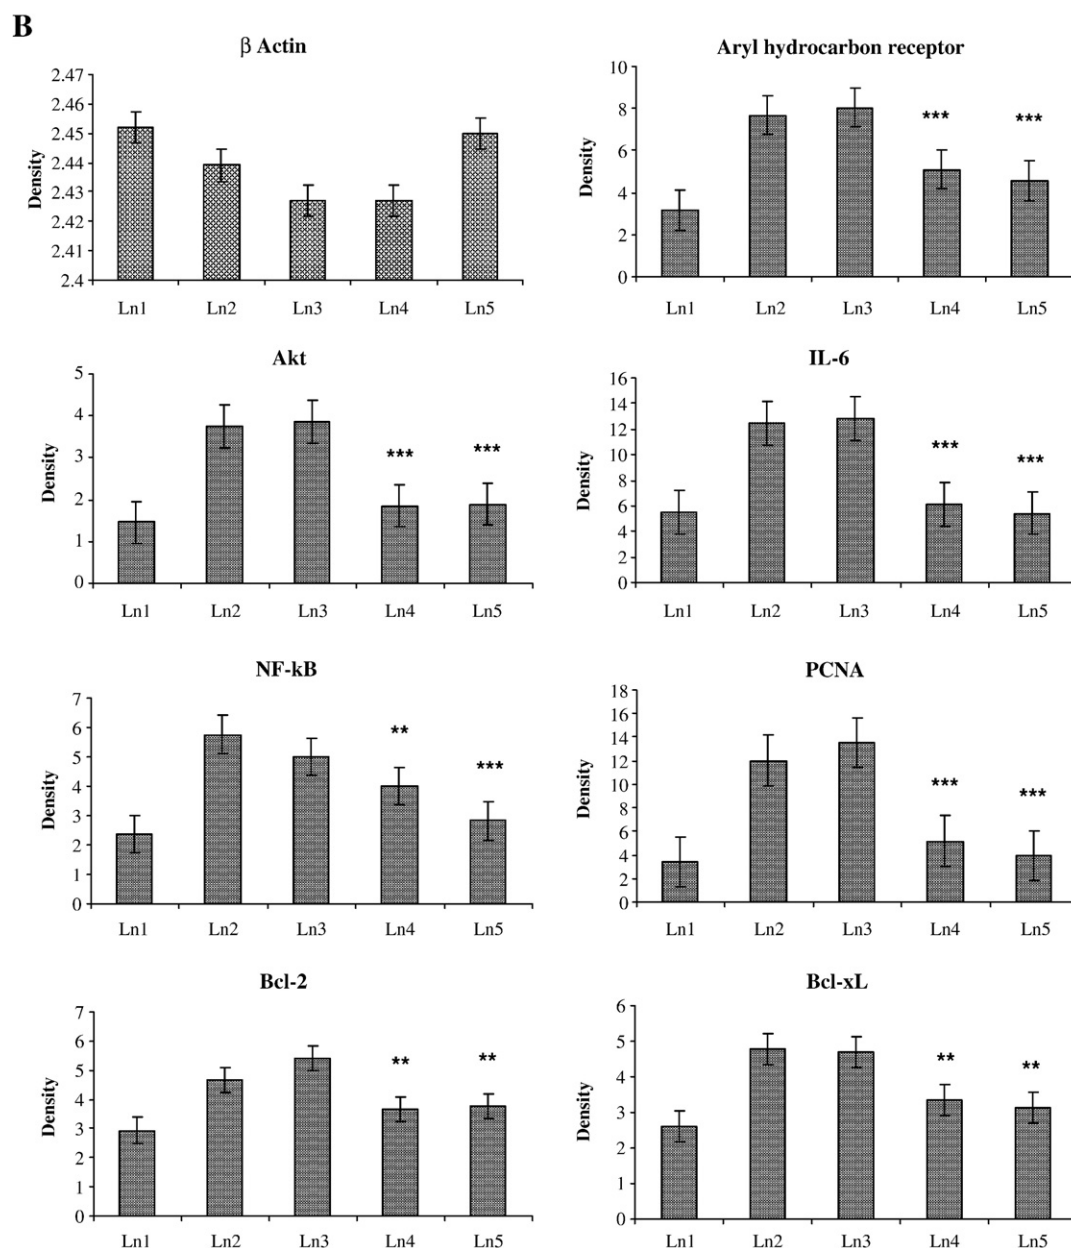 B
β Actin
Density
2.47
2.46
2.45
2.44
2.43
2.42
2.41
2.4
Ln1 Ln2 Ln3 Ln4 Ln5
Aryl hydrocarbon receptor
Density
10
8
6
4
2
0
*** ***
Ln1 Ln2 Ln3 Ln4 Ln5
Akt
Density
5
4
3
2
1
0
*** ***
Ln1 Ln2 Ln3 Ln4 Ln5
IL-6
Density
16
14
12
10
8
6
4
2
0
*** ***
Ln1 Ln2 Ln3 Ln4 Ln5
NF-kB
Density
7
6
5
4
3
2
1
0
** ***
Ln1 Ln2 Ln3 Ln4 Ln5
PCNA
Density
18
16
14
12
10
8
6
4
2
0
*** ***
Ln1 Ln2 Ln3 Ln4 Ln5
Bcl-2
Density
7
6
5
4
3
2
1
0
** **
Ln1 Ln2 Ln3 Ln4 Ln5
Bcl-xL
Density
6
5
4
3
2
1
0
** **
Ln1 Ln2 Ln3 Ln4 Ln5